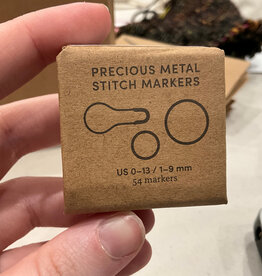 PRECIOUS METAL
STITCH MARKERS
US 0–13 / 1–9 mm
54 markers